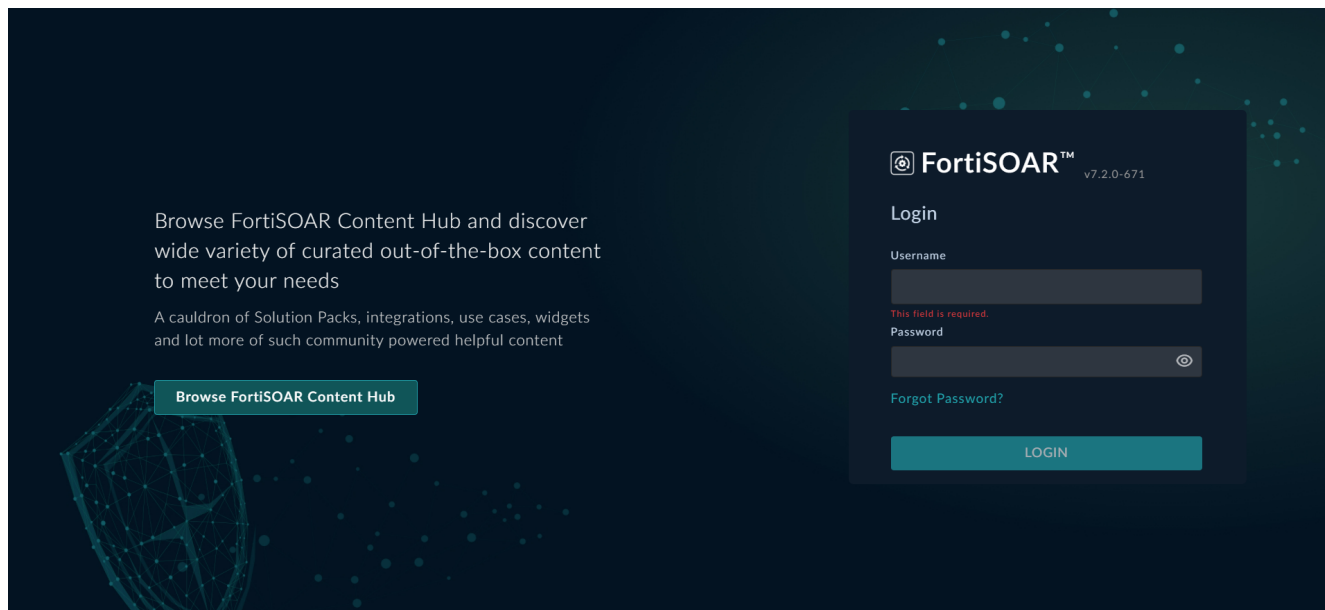 Browse FortiSOAR Content Hub and discover
wide variety of curated out-of-the-box content
to meet your needs
A cauldron of Solution Packs, integrations, use cases, widgets
and lot more of such community powered helpful content
Browse FortiSOAR Content Hub
FortiSOAR™ v7.2.0-671
Login
Username
This field is required.
Password
Forgot Password?
LOGIN